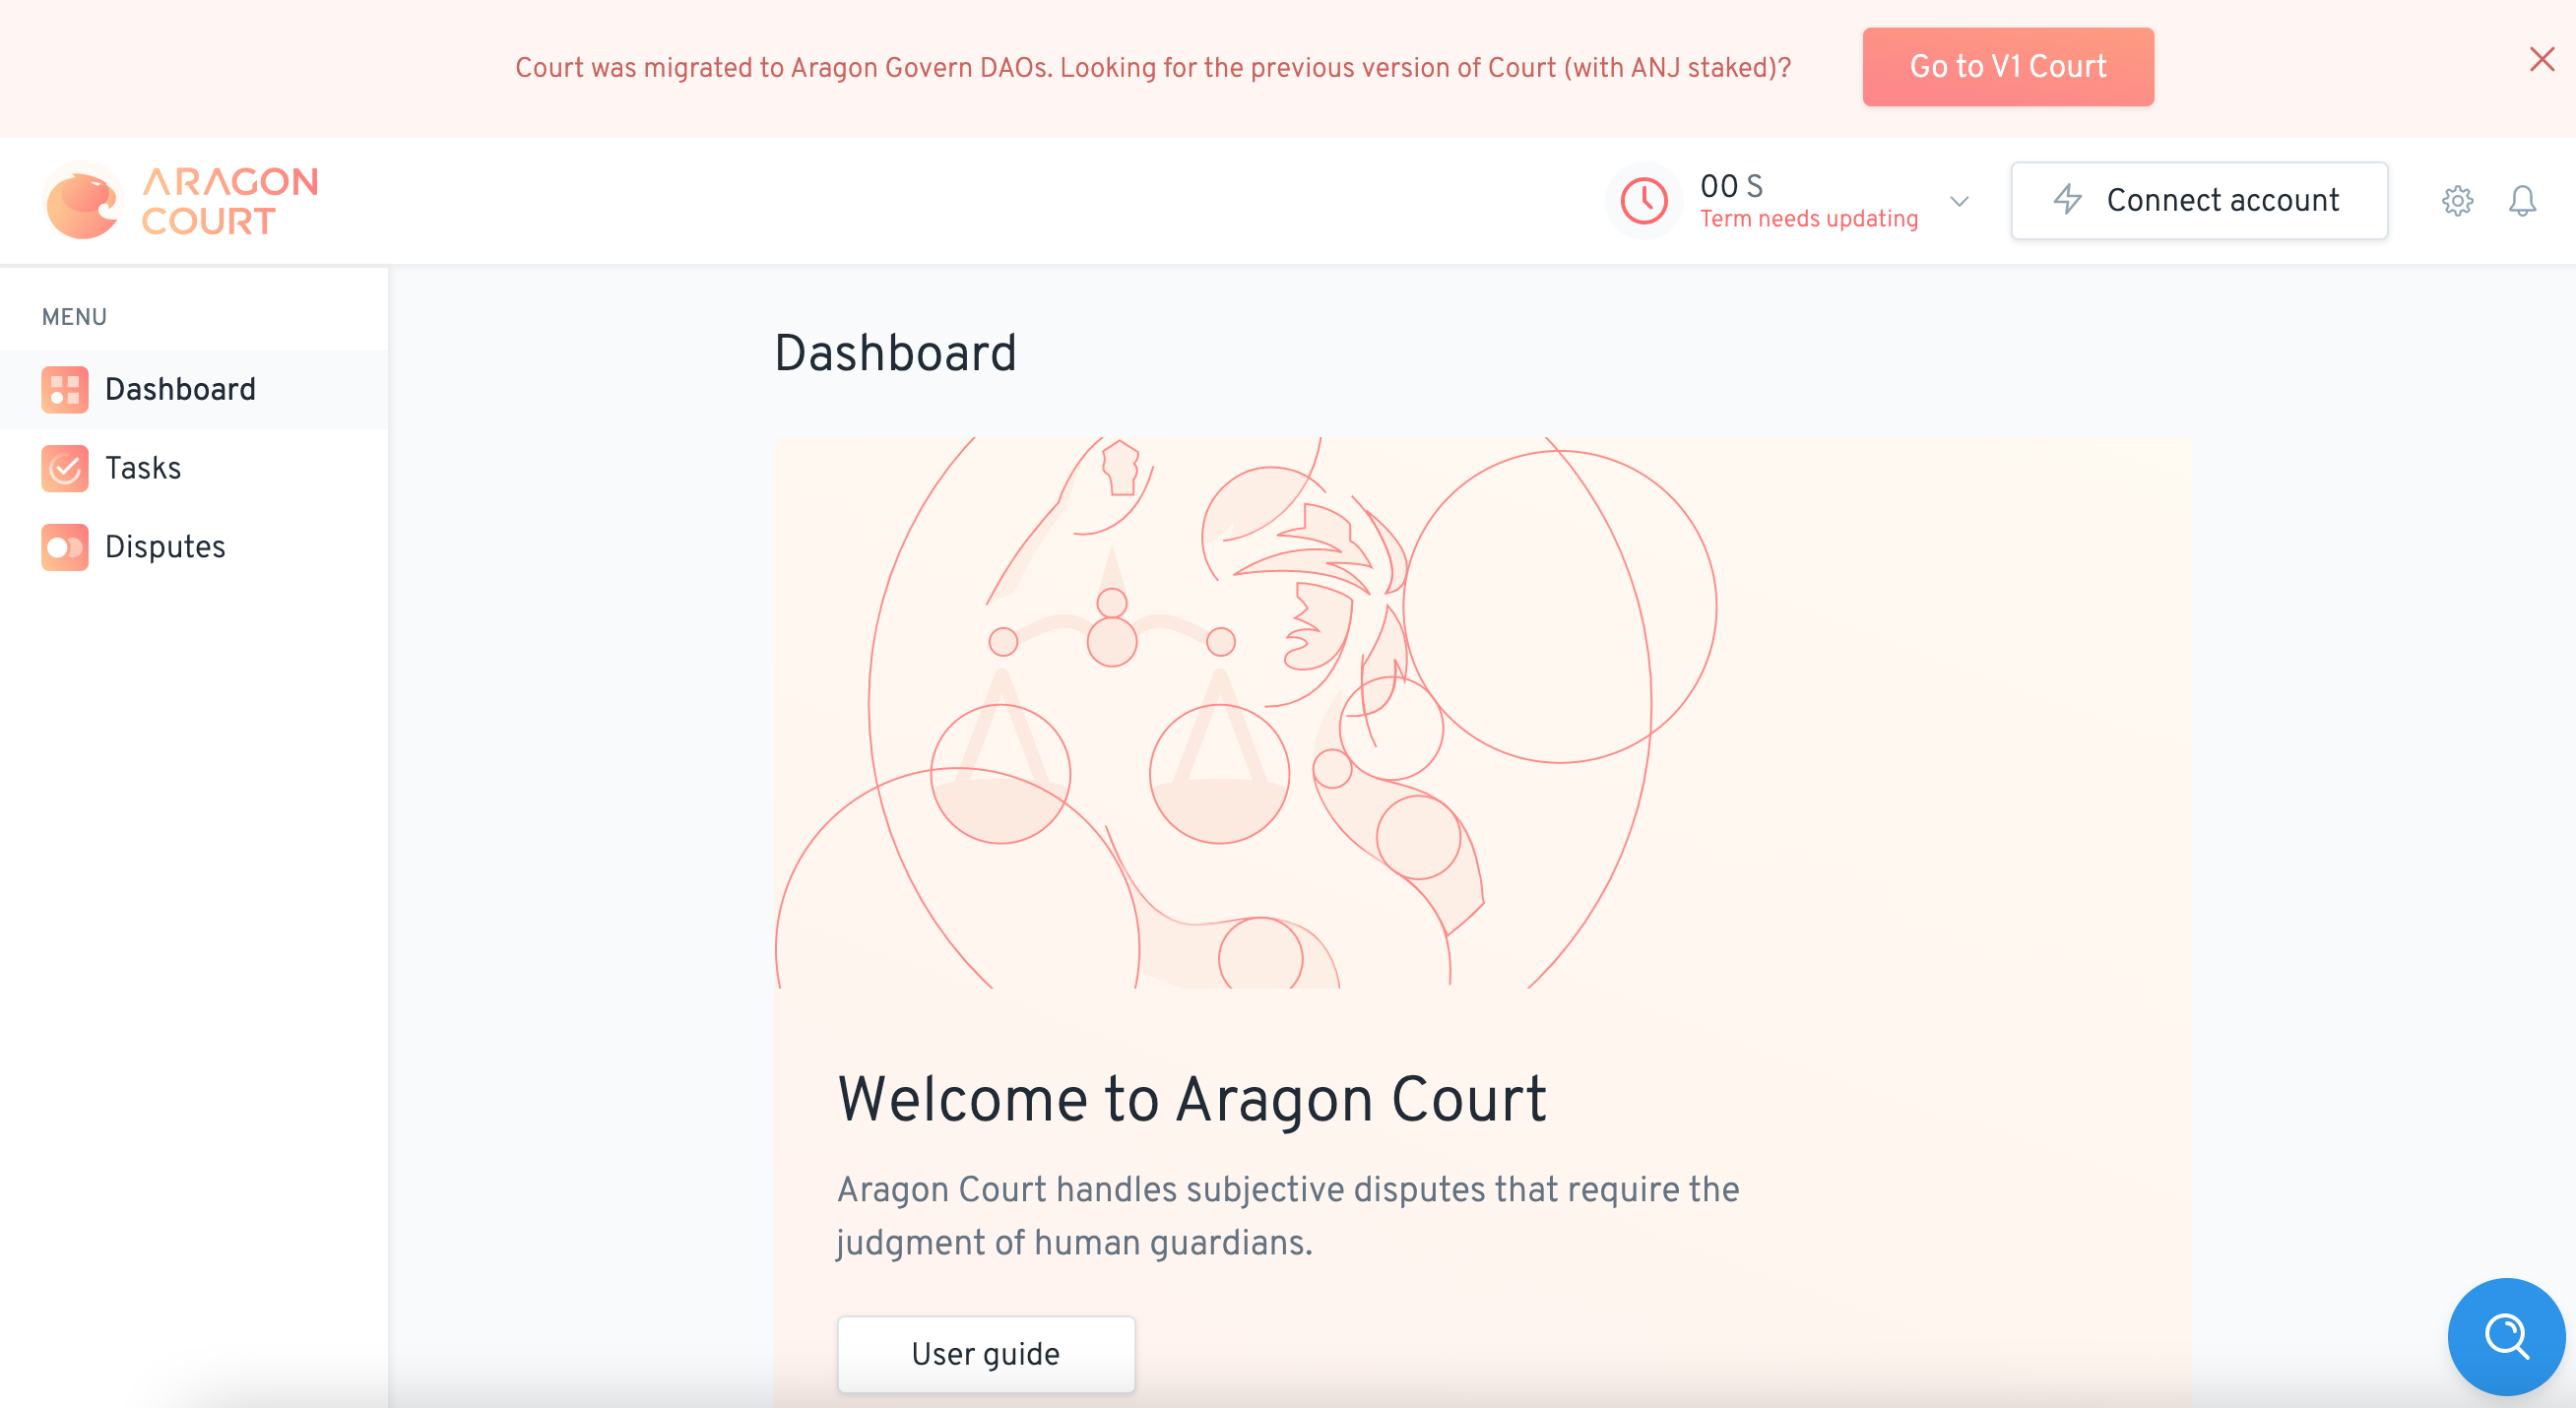 Court was migrated to Aragon Govern DAOs. Looking for the previous version of Court (with ANJ staked)?
Go to V1 Court
ARAGON
COURT
00 S
Term needs updating
Connect account
MENU
Dashboard
Tasks
Disputes
Dashboard
Welcome to Aragon Court
Aragon Court handles subjective disputes that require the
judgment of human guardians.
User guide